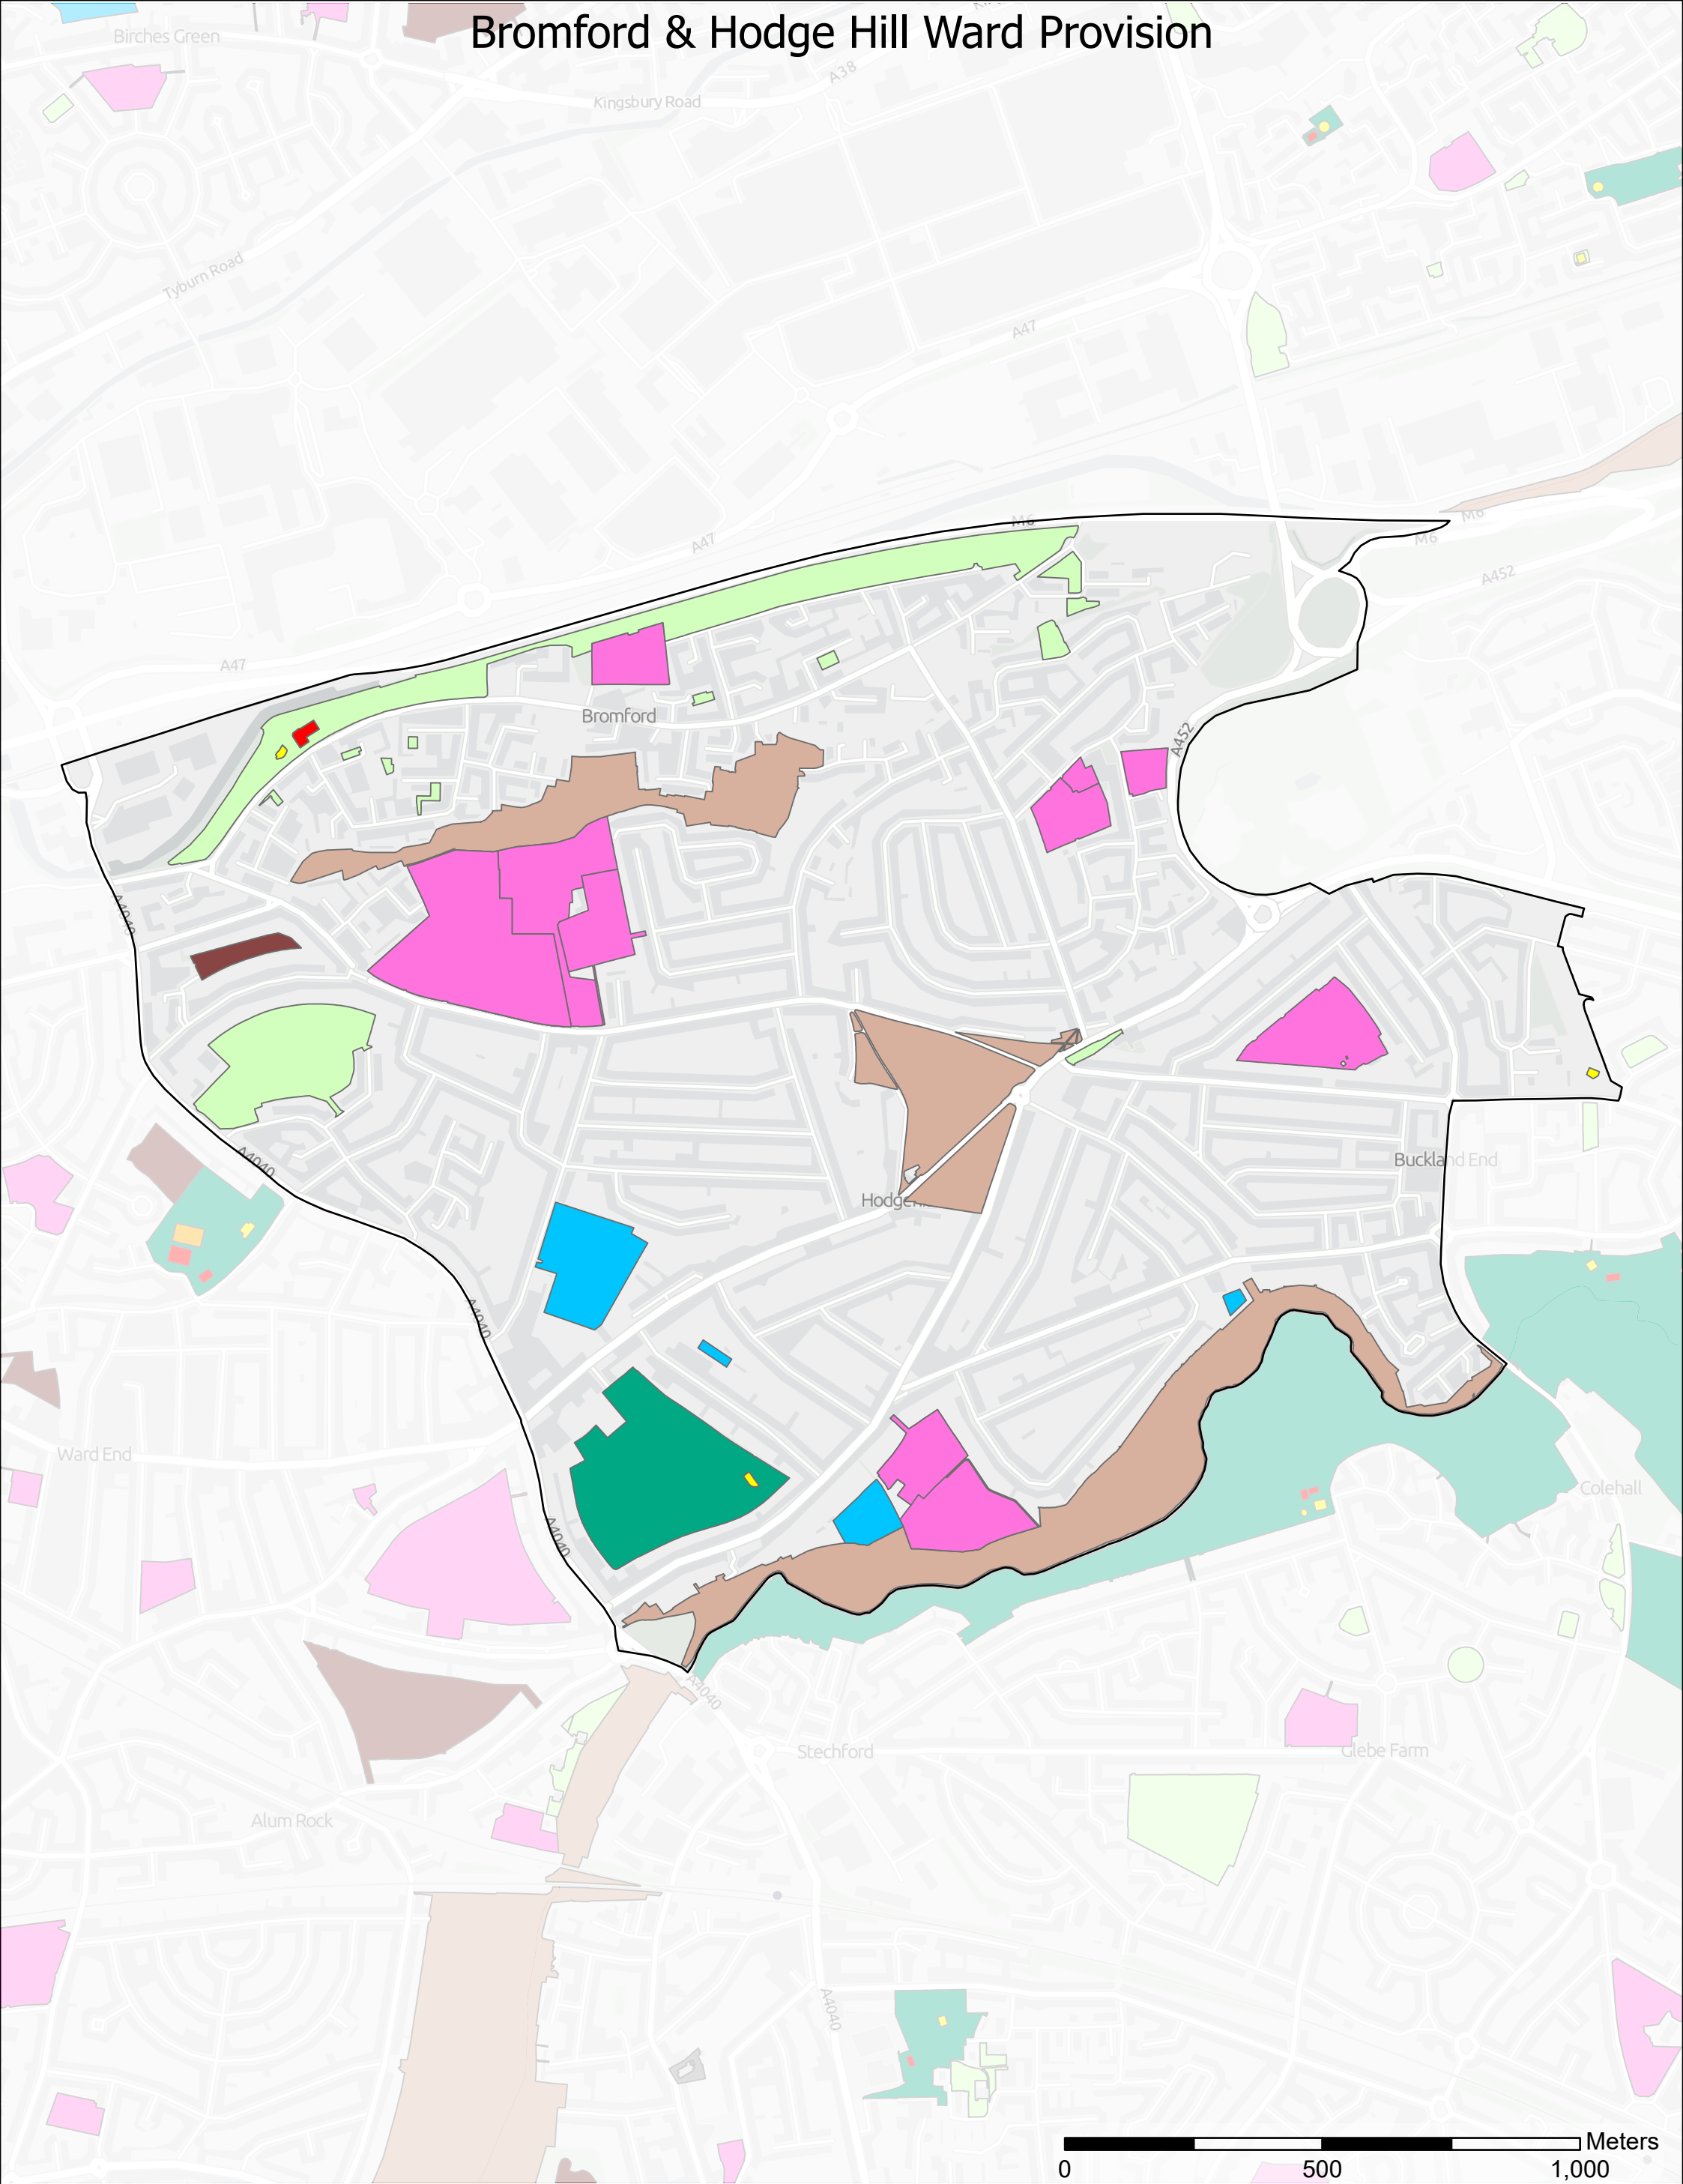 Bromford & Hodge Hill Ward Provision
Birches Green
A38
Kingsbury Road
Tyburn Road
A47
M6
M6
A47
M6
A452
A47
Bromford
A452
A4040
A4040
Buckland End
A4040
Ward End
Colehall
A4040
A4040
Stechford
Glebe Farm
Alum Rock
A4040
Meters
0 500 1,000